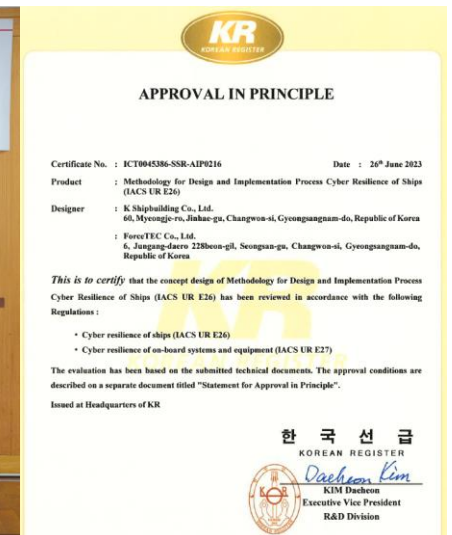 KR
KOREAN REGISTER
APPROVAL IN PRINCIPLE
Certificate No. : ICT0045386-SSR-AIP0216 Date : 26th June 2023
Product : Methodology for Design and Implementation Process Cyber Resilience of Ships
(IACS UR E26)
Designer : K Shipbuilding Co., Ltd.
60, Myeongje-ro, Jinhae-gu, Changwon-si, Gyeongsangnam-do, Republic of Korea
: ForceTEC Co., Ltd.
6, Jungang-daero 228beon-gil, Seongsan-gu, Changwon-si, Gyeongsangnam-do,
Republic of Korea
This is to certify that the concept design of Methodology for Design and Implementation Process
Cyber Resilience of Ships (IACS UR E26) has been reviewed in accordance with the following
Regulations :
• Cyber resilience of ships (IACS UR E26)
• Cyber resilience of on-board systems and equipment (IACS UR E27)
The evaluation has been based on the submitted technical documents. The approval conditions are
described on a separate document titled "Statement for Approval in Principle".
Issued at Headquarters of KR
한 국 선 급
KOREAN REGISTER
Daeheon Kim
KIM Daeheon
Executive Vice President
R&D Division